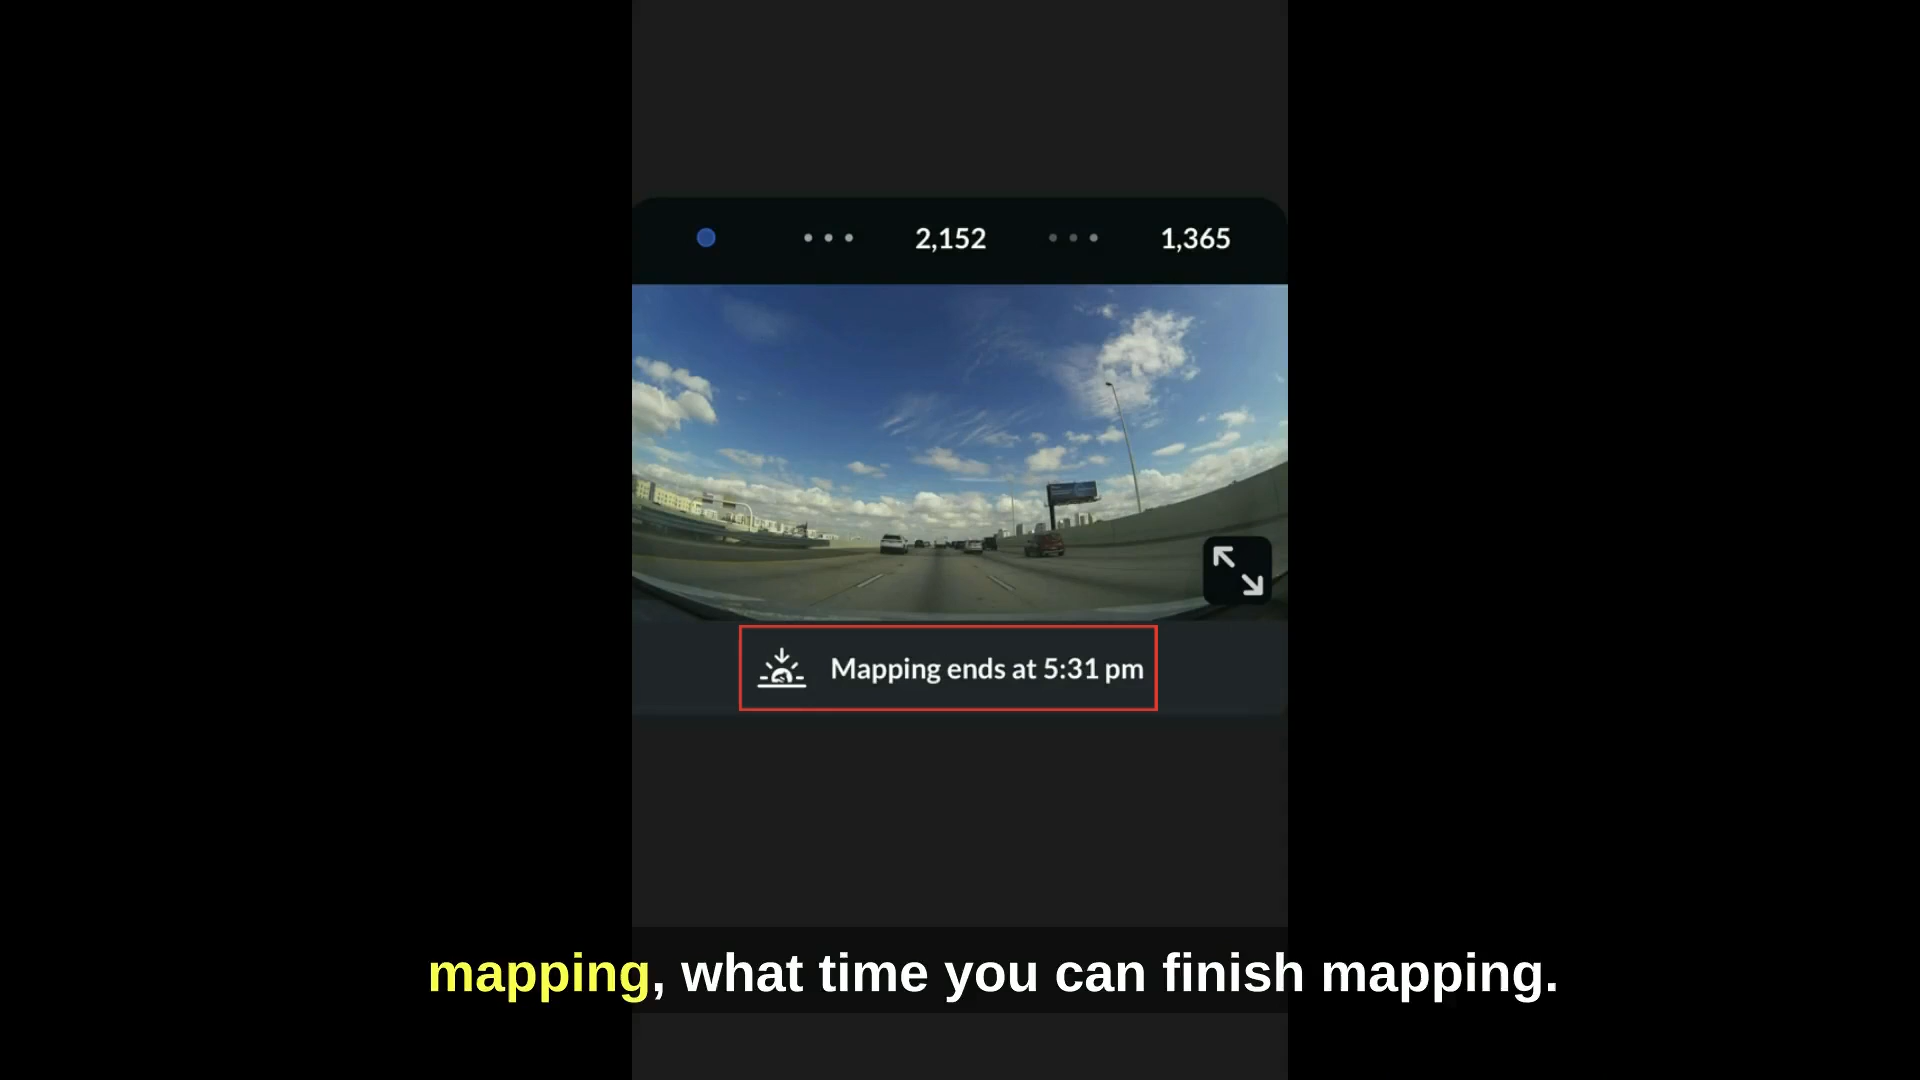 2,152 1,365
Mapping ends at 5:31 pm
mapping, what time you can finish mapping.